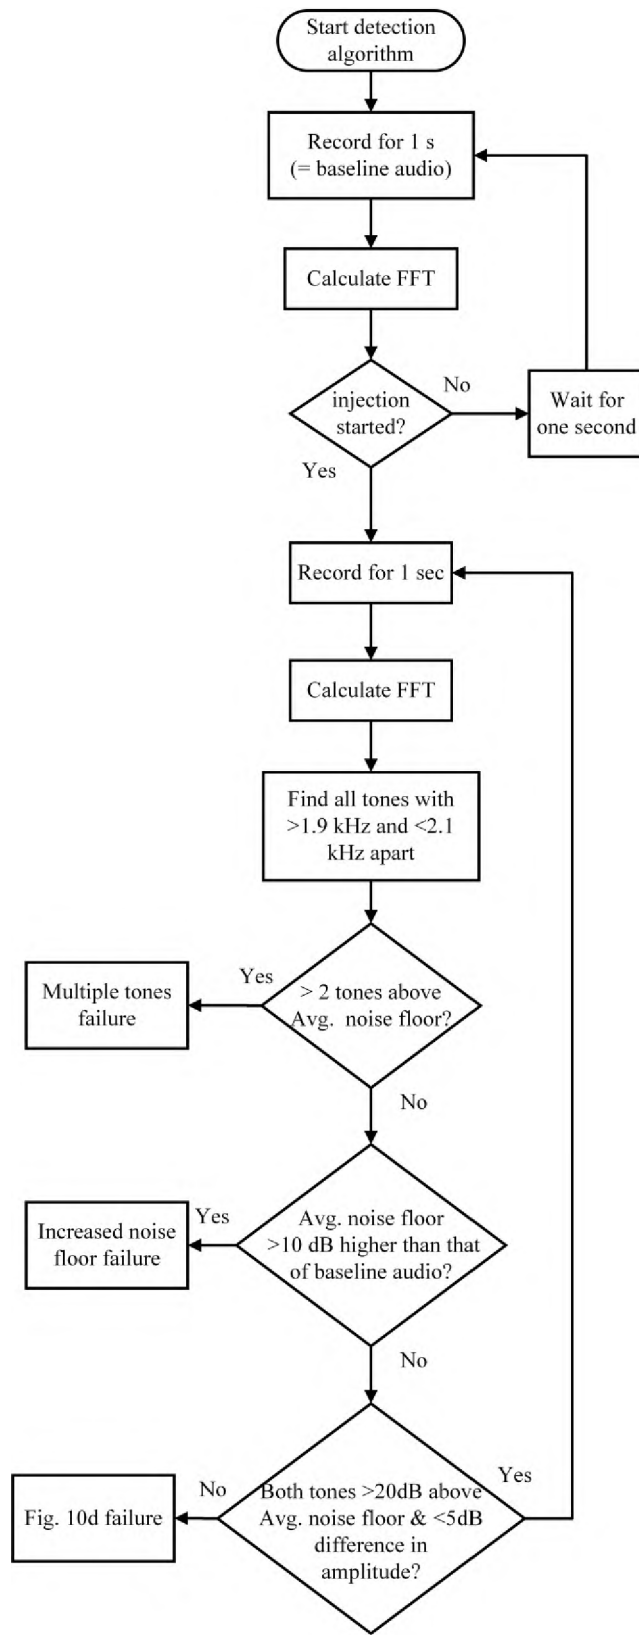 Start detection
algorithm
Record for 1 s
(= baseline audio)
Calculate FFT
injection
started?
No
Wait for
one second
Yes
Record for 1 sec
Calculate FFT
Find all tones with
>1.9 kHz and <2.1
kHz apart
> 2 tones above
Avg. noise floor?
Yes
Multiple tones
failure
No
Avg. noise floor
>10 dB higher than that
of baseline audio?
Yes
Increased noise
floor failure
No
Both tones >20dB above
Avg. noise floor & <5dB
difference in
amplitude?
No
Fig. 10d failure
Yes